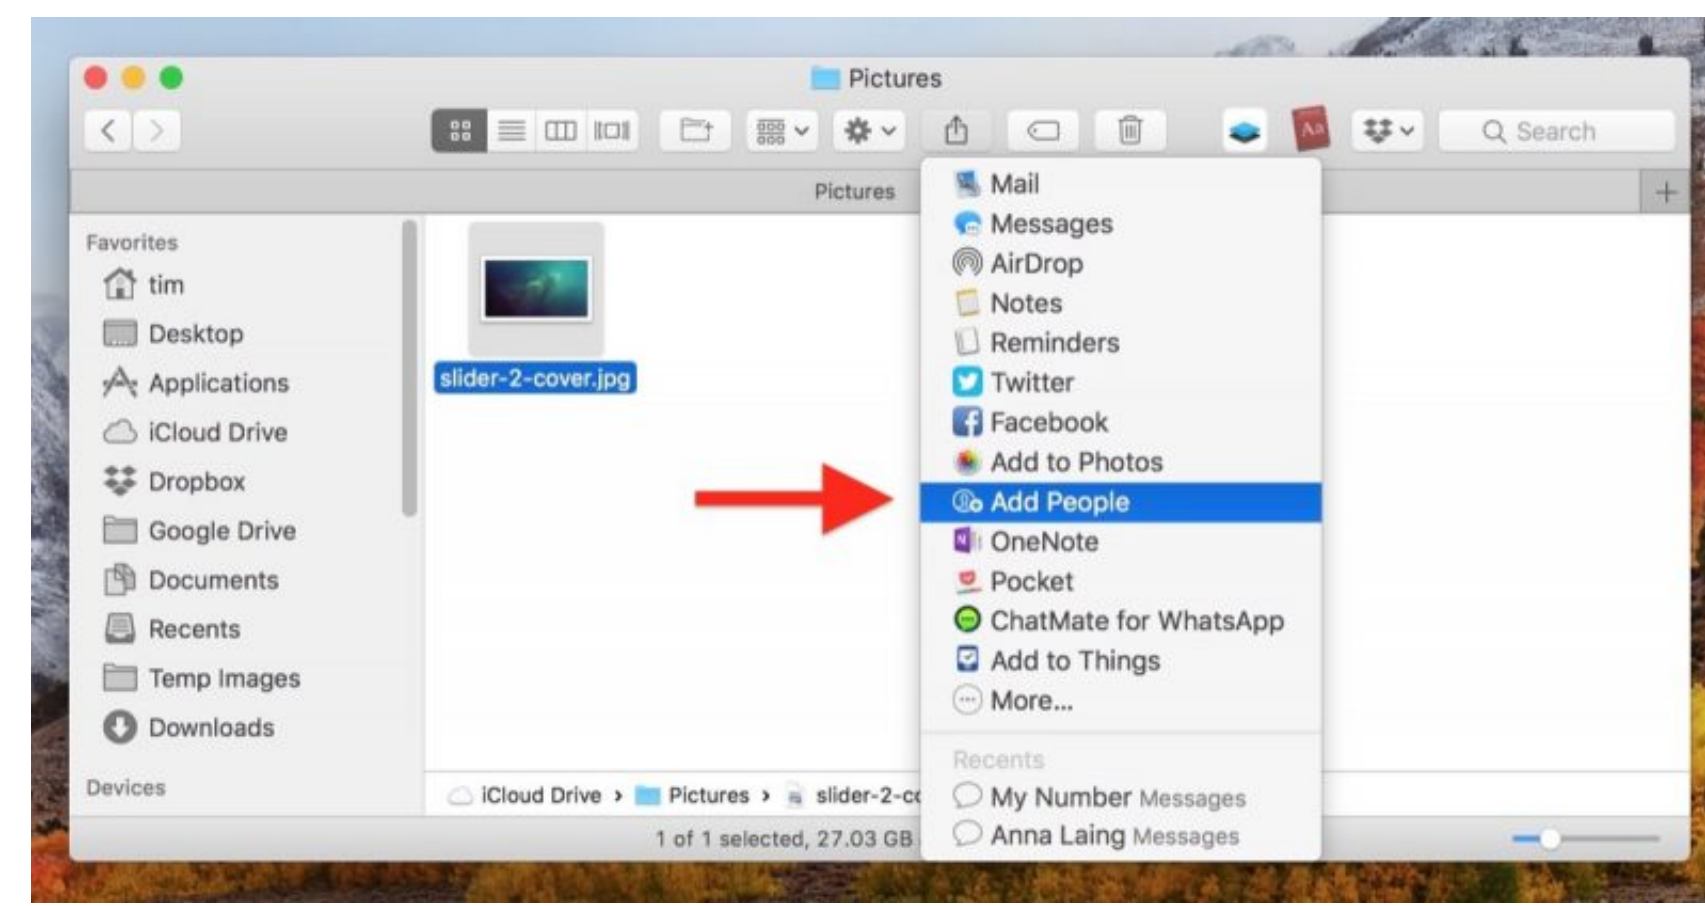 Pictures
Search
Pictures
Favorites
tim
Desktop
Applications
iCloud Drive
Dropbox
Google Drive
Documents
Recents
Temp Images
Downloads
Devices
slider-2-cover.jpg
iCloud Drive › Pictures › slider-2-co
1 of 1 selected, 27.03 GB
Aa
Mail
Messages
AirDrop
Notes
Reminders
Twitter
Facebook
Add to Photos
Add People
OneNote
Pocket
ChatMate for WhatsApp
Add to Things
More...
Recents
My Number Messages
Anna Laing Messages